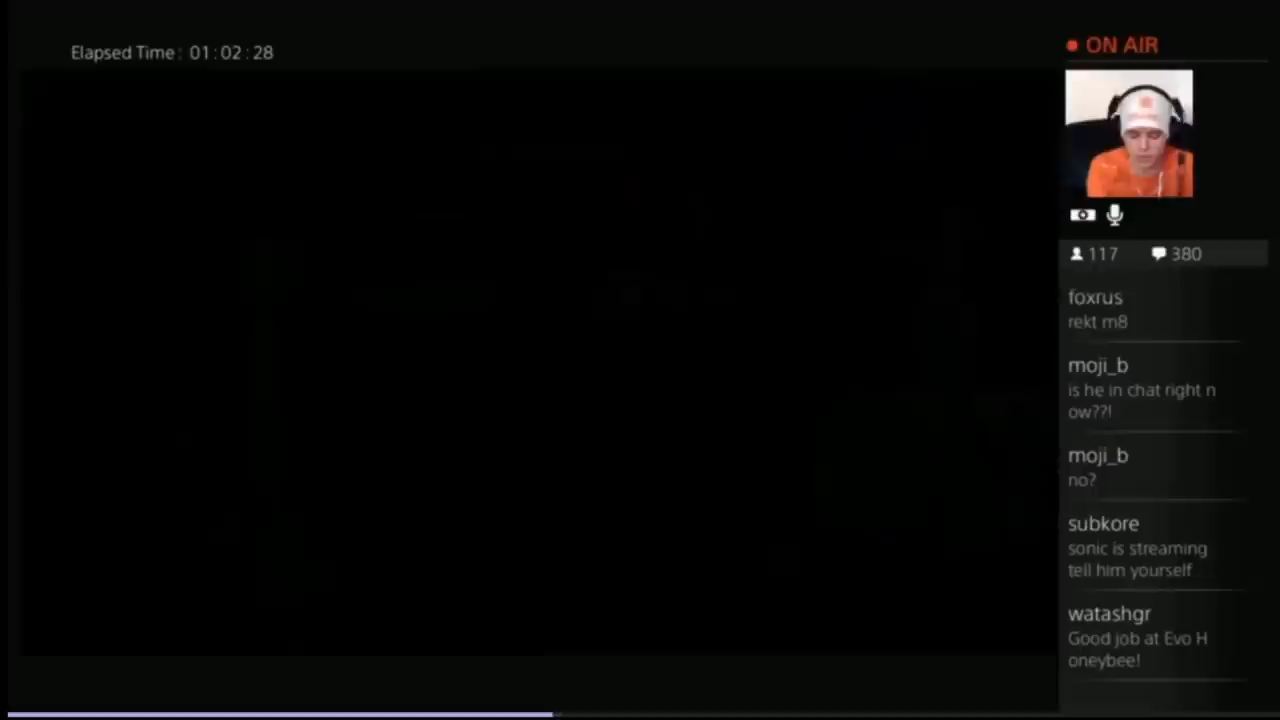 Elapsed Time: 01:02:28
ON AIR
117 380
foxrus
rekt m8
moji_b
is he in chat right n
ow??!
moji_b
no?
subkore
sonic is streaming
tell him yourself
watashgr
Good job at Evo H
oneybee!